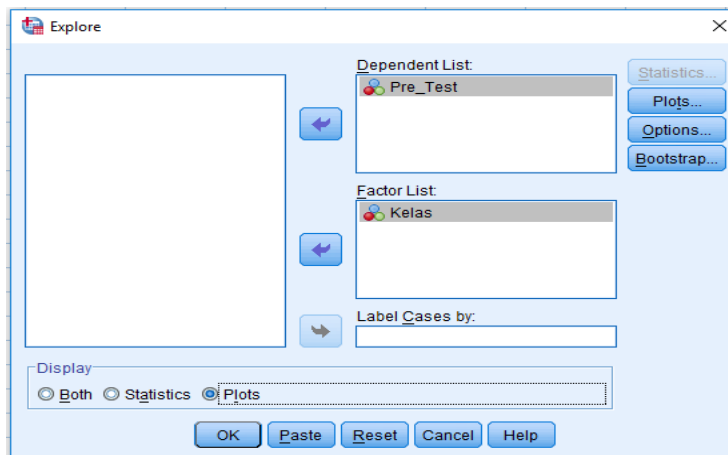 Explore
Dependent List:
Pre_Test
Statistics...
Plots...
Options...
Bootstrap...
Factor List:
Kelas
Label Cases by:
Display
Both Statistics Plots
OK Paste Reset Cancel Help